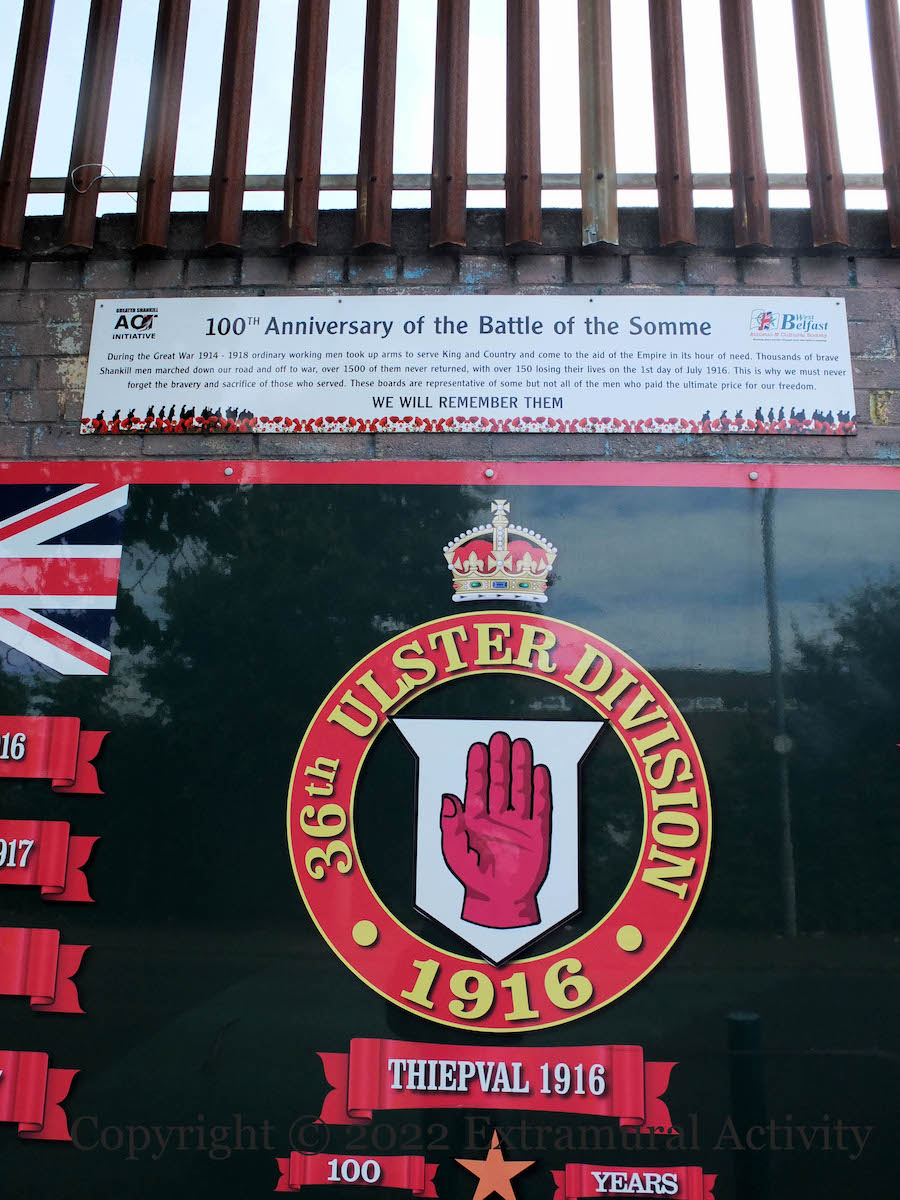 GREATER SHANKILL
ACT
INITIATIVE
100TH Anniversary of the Battle of the Somme
West
Belfast
During the Great War 1914 - 1918 ordinary working men took up arms to serve King and Country and come to the aid of the Empire in its hour of need. Thousands of brave
Shankill men marched down our road and off to war, over 1500 of them never returned, with over 150 losing their lives on the 1st day of July 1916. This is why we must never
forget the bravery and sacrifice of those who served. These boards are representative of some but not all of the men who paid the ultimate price for our freedom.
WE WILL REMEMBER THEM
36th ULSTER DIVISION
1916
16
917
7
THIEPVAL 1916
100 YEARS
Copyright © 2022 Extramural Activity